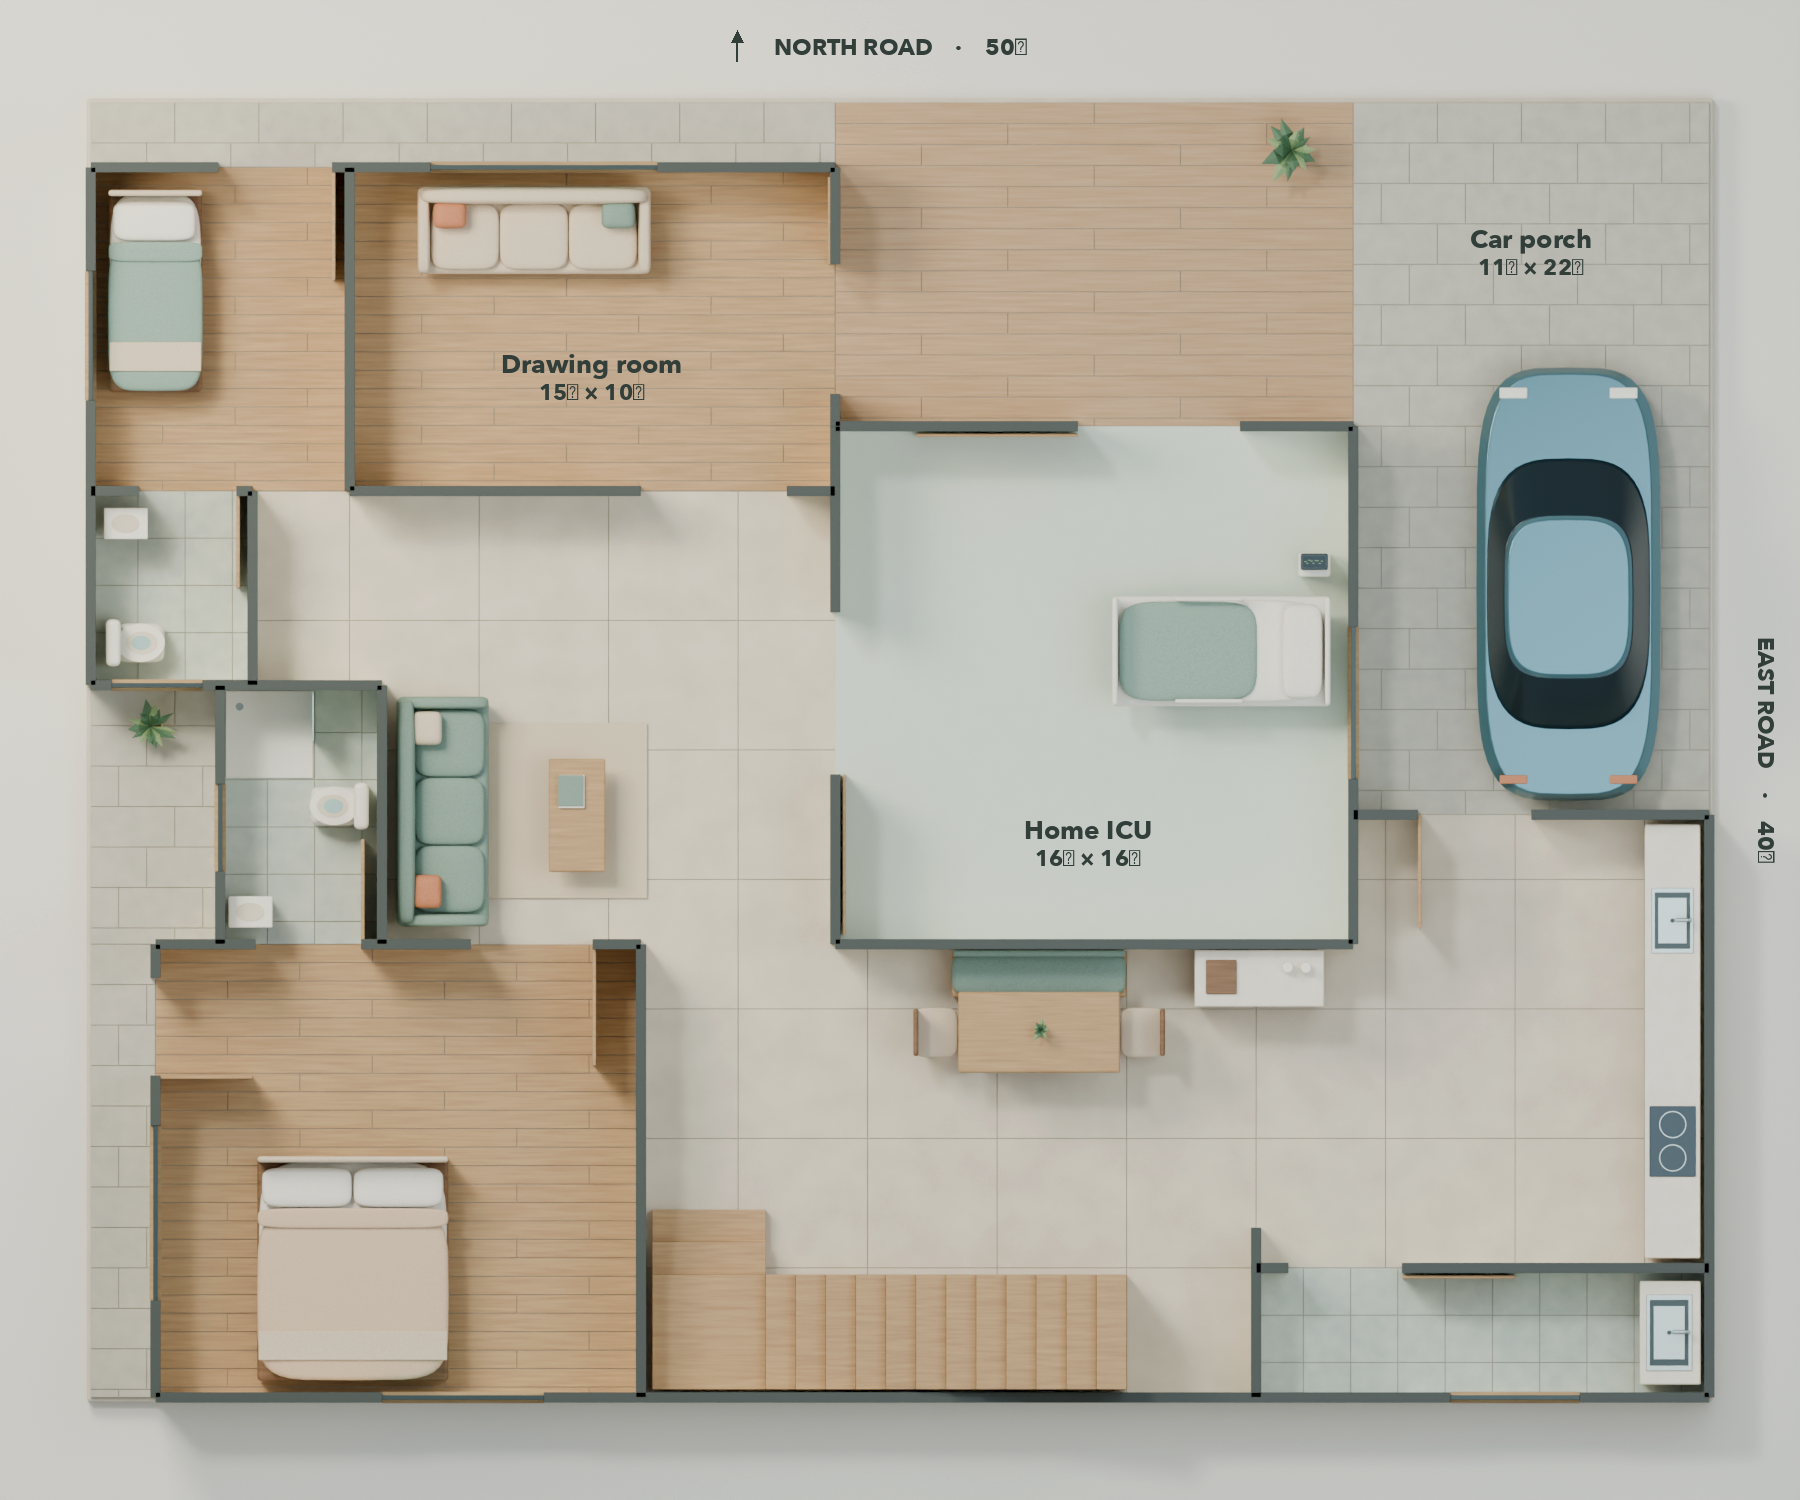 NORTH ROAD · 50
Car porch
11 × 22
Drawing room
15 × 10
EAST ROAD · 40
Home ICU
16 × 16